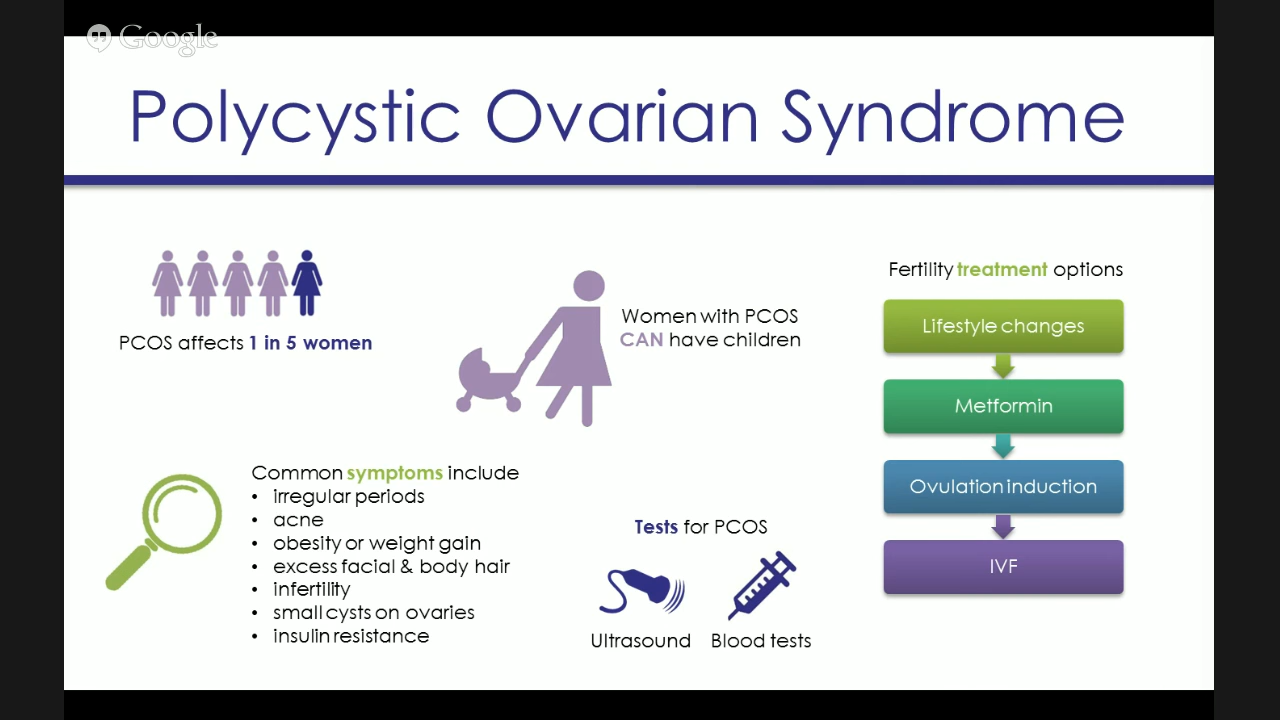 Google
Polycystic Ovarian Syndrome
PCOS affects 1 in 5 women
Women with PCOS
CAN have children
Common symptoms include
• irregular periods
• acne
• obesity or weight gain
• excess facial & body hair
• infertility
• small cysts on ovaries
• insulin resistance
Tests for PCOS
Ultrasound
Blood tests
Fertility treatment options
Lifestyle changes
Metformin
Ovulation induction
IVF